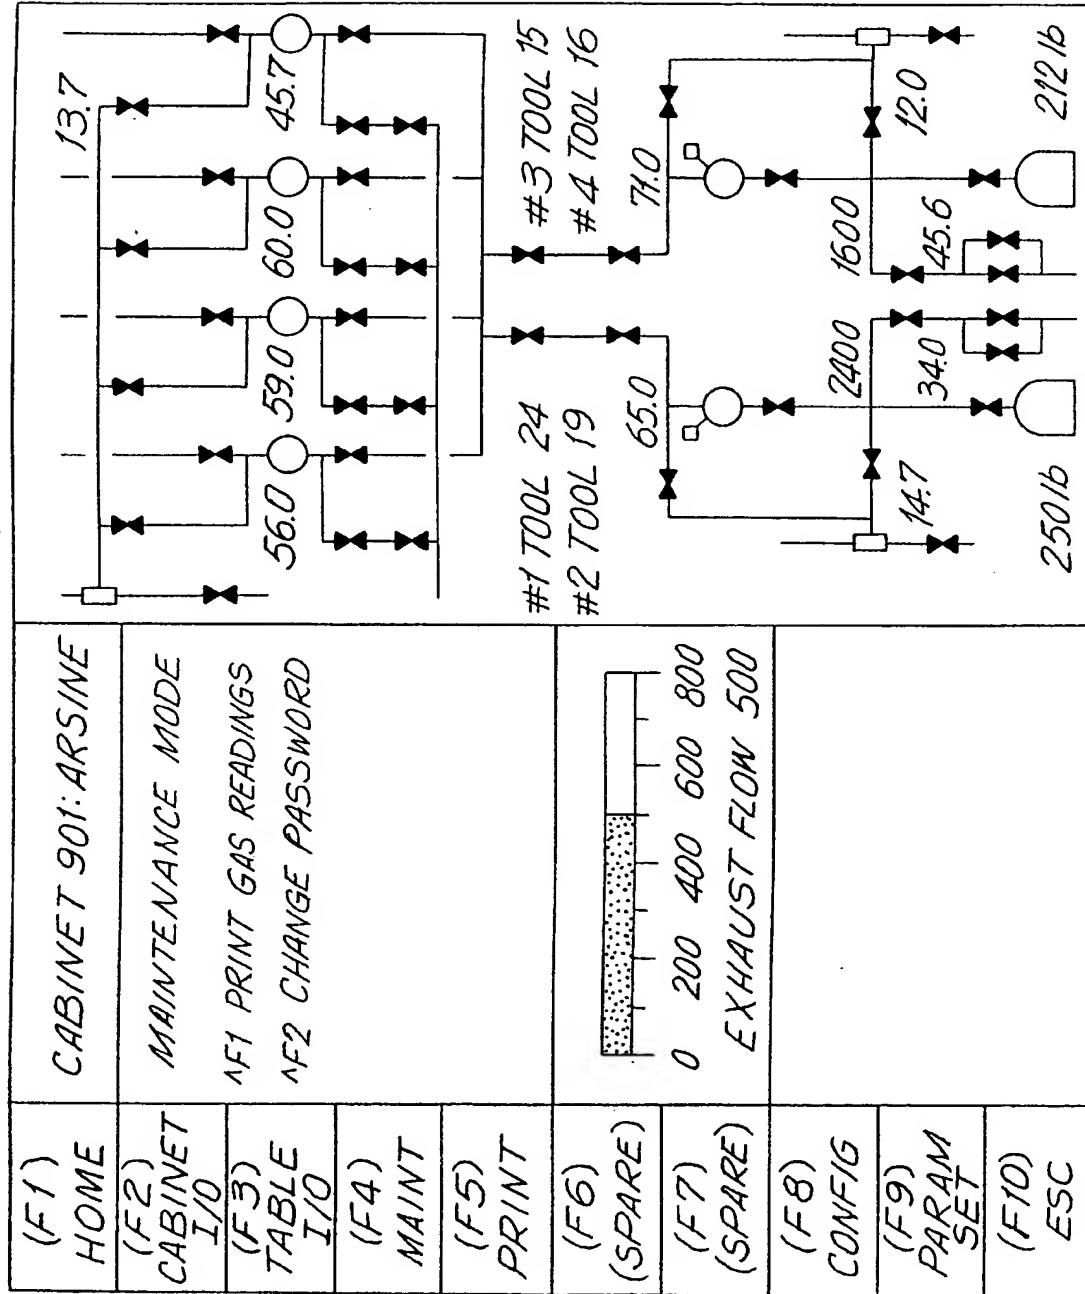 (F1)
HOME
(F2)
CABINET
I/O
(F3)
TABLE
I/O
(F4)
MAINT
(F5)
PRINT
(F6)
(SPARE)
(F7)
(SPARE)
(F8)
CONFIG
(F9)
PARAM
SET
(F10)
ESC
CABINET 901: ARSINE
MAINTENANCE MODE
^F1 PRINT GAS READINGS
^F2 CHANGE PASSWORD
0 200 400 600 800
EXHAUST FLOW 500
13.7
56.0 59.0 60.0 45.7
#1 TOOL 24 #3 TOOL 15
#2 TOOL 19 #4 TOOL 16
65.0 71.0
2400 1600
14.7 34.0 45.6 12.0
250 lb 212 lb